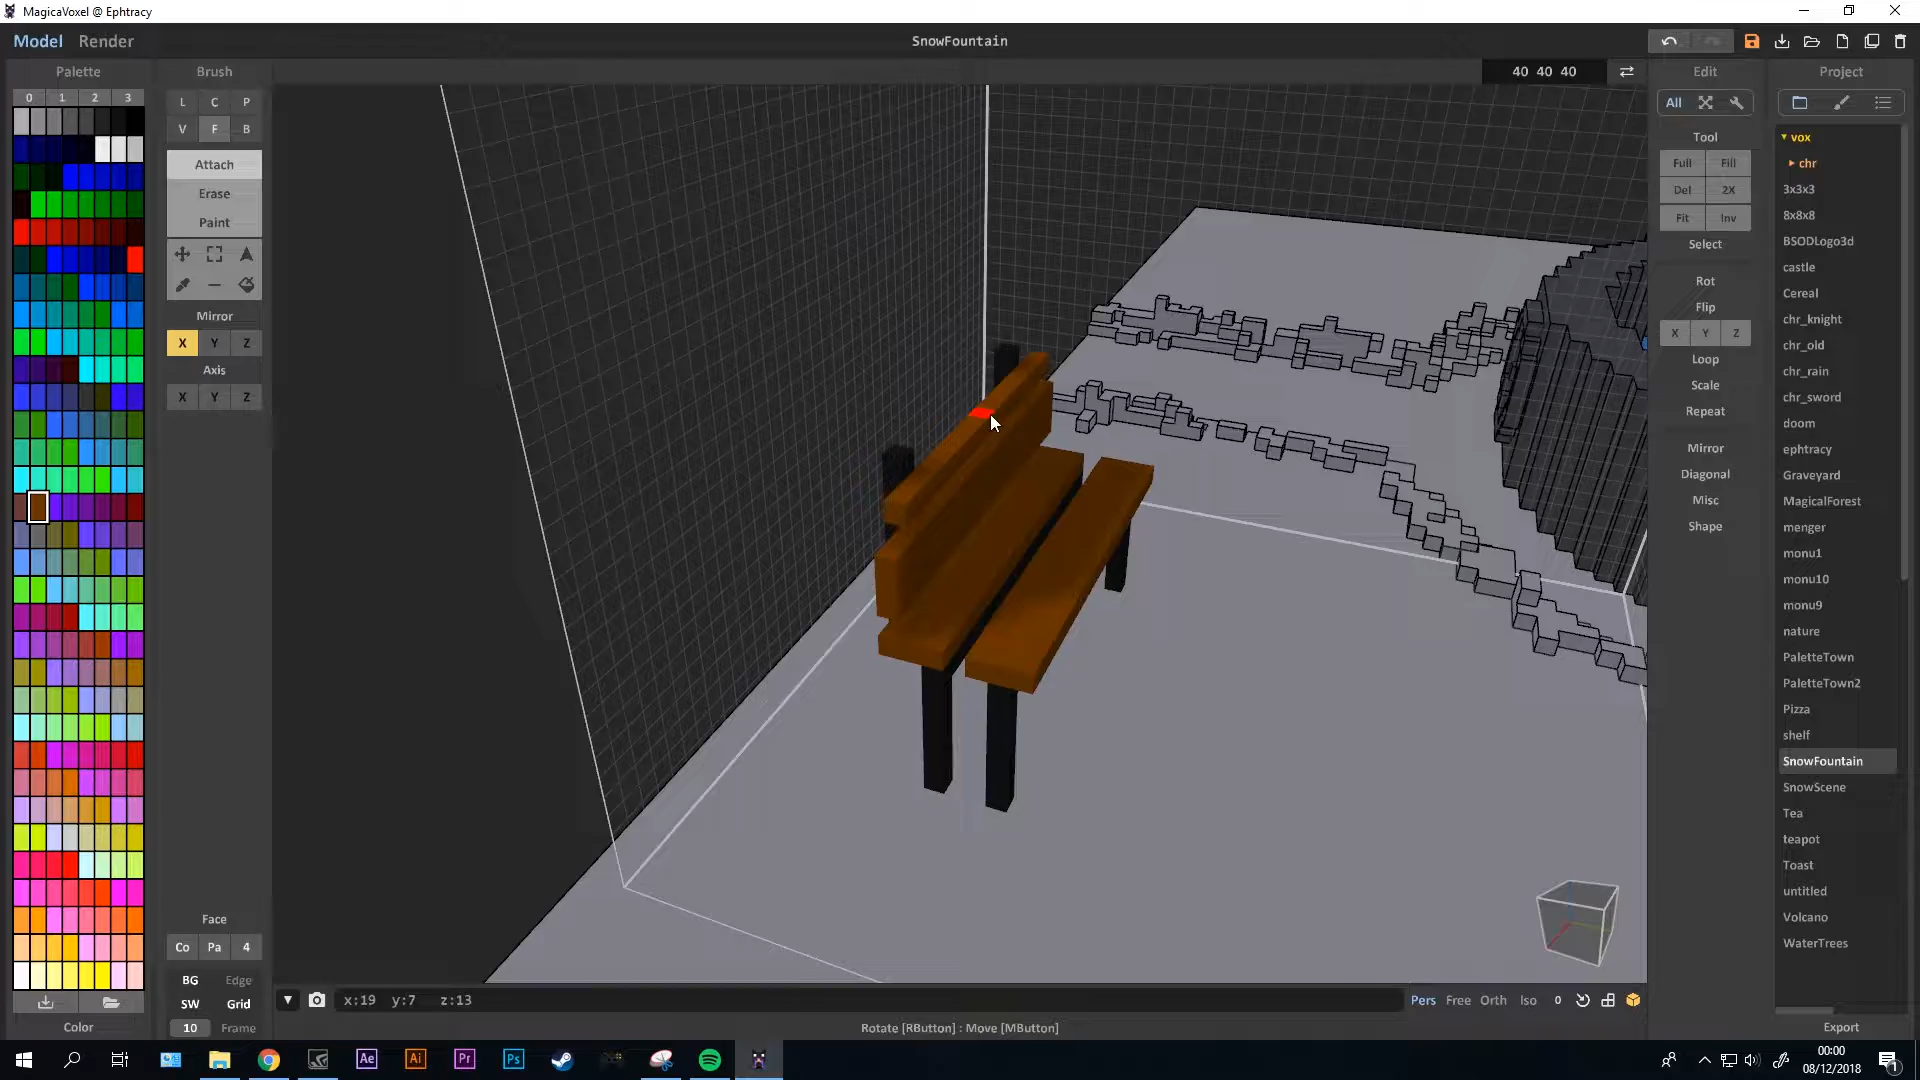 MagicaVoxel @ Ephtracy
Model Render
SnowFountain
Palette
Brush
40 40 40
Edit
Project
0 1 2 3
L C P
V F B
All
Attach
Erase
Paint
Mirror
X Y Z
Axis
X Y Z
Tool
Full Fill
Del 2X
Fit Inv
Select
Rot
Flip
X Y Z
Loop
Scale
Repeat
Mirror
Diagonal
Misc
Shape
vox
chr
3x3x3
8x8x8
BSODLogo3d
castle
Cereal
chr_knight
chr_old
chr_rain
chr_sword
doom
ephtracy
Graveyard
MagicalForest
menger
monu1
monu10
monu9
nature
PaletteTown
PaletteTown2
Pizza
shelf
SnowFountain
SnowScene
Tea
teapot
Toast
untitled
Volcano
WaterTrees
Face
Co Pa 4
BG Edge
SW Grid
10 Frame
Color
x:19 y:7 z:13
Pers Free Orth Iso 0
Rotate [RButton] : Move [MButton]
Export
Ae Ai Pr Ps
00:00
08/12/2018
1